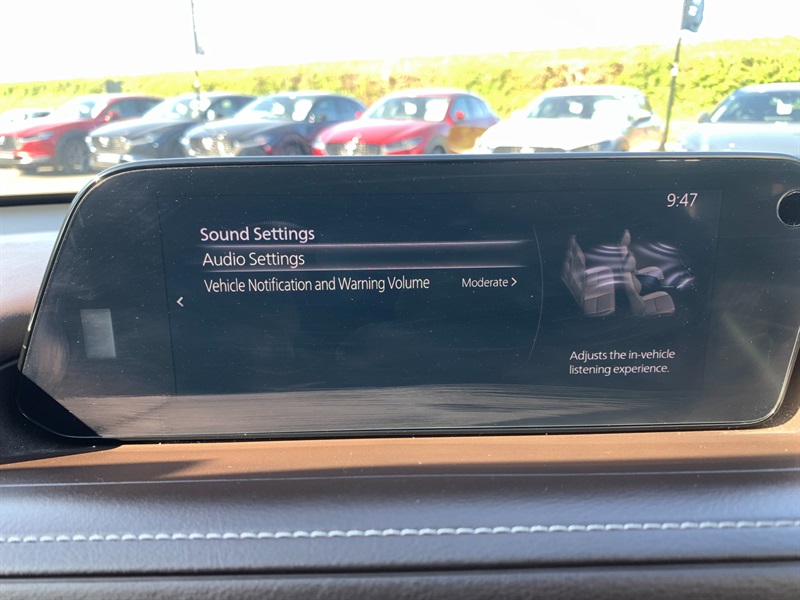 9:47
Sound Settings
Audio Settings
Vehicle Notification and Warning Volume
Moderate
Adjusts the in-vehicle
listening experience.